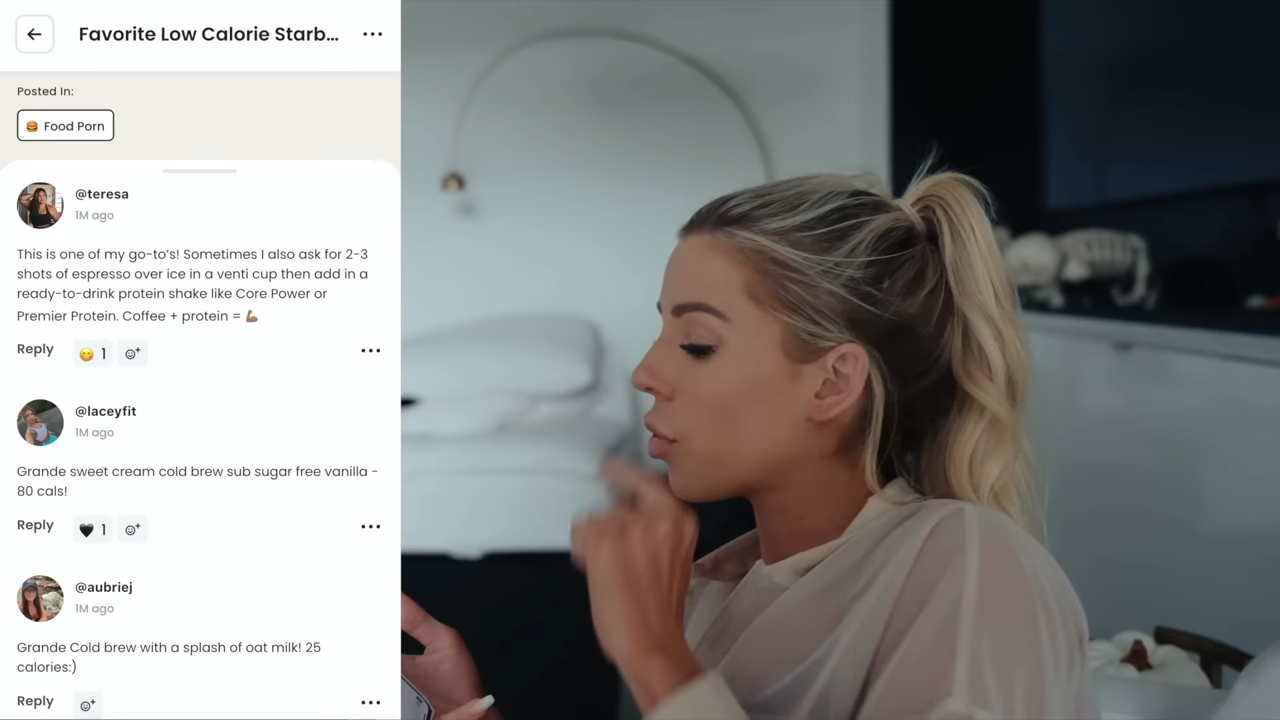 Favorite Low Calorie Starb...
Posted In:
🍔 Food Porn
@teresa
1M ago
This is one of my go-to's! Sometimes I also ask for 2-3
shots of espresso over ice in a venti cup then add in a
ready-to-drink protein shake like Core Power or
Premier Protein. Coffee + protein = 💪🏽
Reply 😋 1
@laceyfit
1M ago
Grande sweet cream cold brew sub sugar free vanilla -
80 cals!
Reply 🖤 1
@aubriej
1M ago
Grande Cold brew with a splash of oat milk! 25
calories:)
Reply